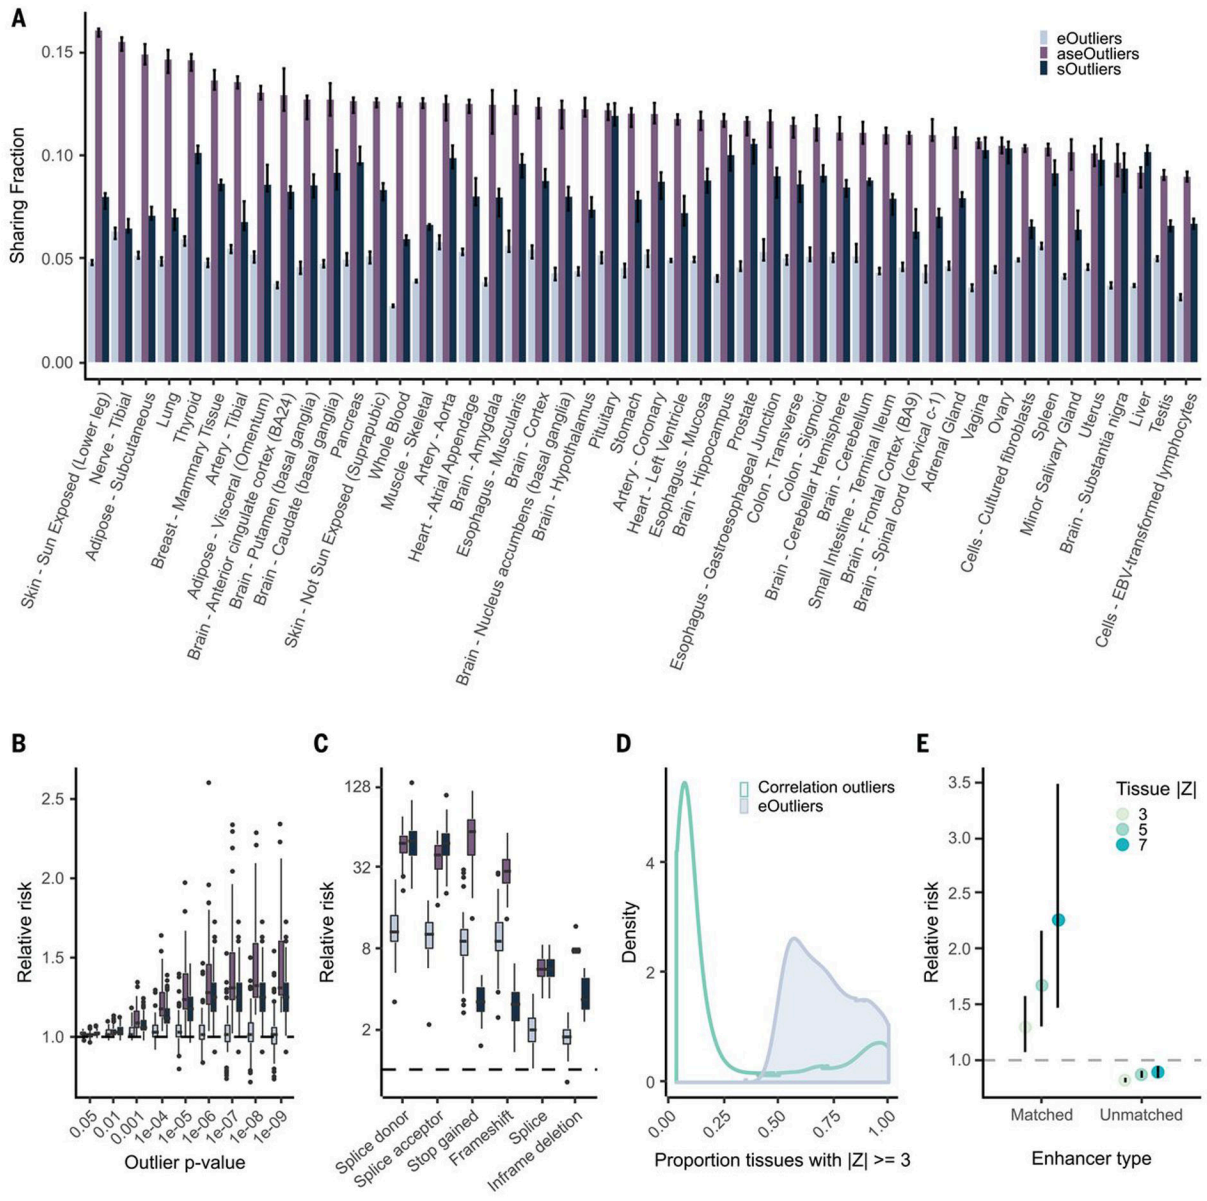 A
eOutliers
aseOutliers
sOutliers
Sharing Fraction
0.15
0.10
0.05
0.00
Skin - Sun Exposed (Lower leg)
Nerve - Tibial
Adipose - Subcutaneous
Lung
Thyroid
Breast - Mammary Tissue
Artery - Tibial
Adipose - Visceral (Omentum)
Brain - Anterior cingulate cortex (BA24)
Brain - Putamen (basal ganglia)
Brain - Caudate (basal ganglia)
Pancreas
Skin - Not Sun Exposed (Suprapubic)
Whole Blood
Muscle - Skeletal
Artery - Aorta
Heart - Atrial Appendage
Brain - Amygdala
Esophagus - Muscularis
Brain - Cortex
Brain - Nucleus accumbens (basal ganglia)
Brain - Hypothalamus
Pituitary
Stomach
Artery - Coronary
Heart - Left Ventricle
Esophagus - Mucosa
Brain - Hippocampus
Prostate
Esophagus - Gastroesophageal Junction
Colon - Transverse
Colon - Sigmoid
Brain - Cerebellar Hemisphere
Brain - Cerebellum
Small Intestine - Terminal Ileum
Brain - Frontal Cortex (BA9)
Brain - Spinal cord (cervical c-1)
Adrenal Gland
Vagina
Ovary
Cells - Cultured fibroblasts
Spleen
Minor Salivary Gland
Uterus
Brain - Substantia nigra
Liver
Testis
Cells - EBV-transformed lymphocytes
B
Relative risk
2.5
2.0
1.5
1.0
0.05
0.01
0.001
1e-04
1e-05
1e-06
1e-07
1e-08
1e-09
Outlier p-value
C
Relative risk
128
32
8
2
Splice donor
Splice acceptor
Stop gained
Frameshift
Splice
Inframe deletion
D
Correlation outliers
eOutliers
Density
4
2
0
0.00
0.25
0.50
0.75
1.00
Proportion tissues with |Z| >= 3
E
Tissue |Z|
3
5
7
Relative risk
3.5
3.0
2.5
2.0
1.5
1.0
Matched
Unmatched
Enhancer type